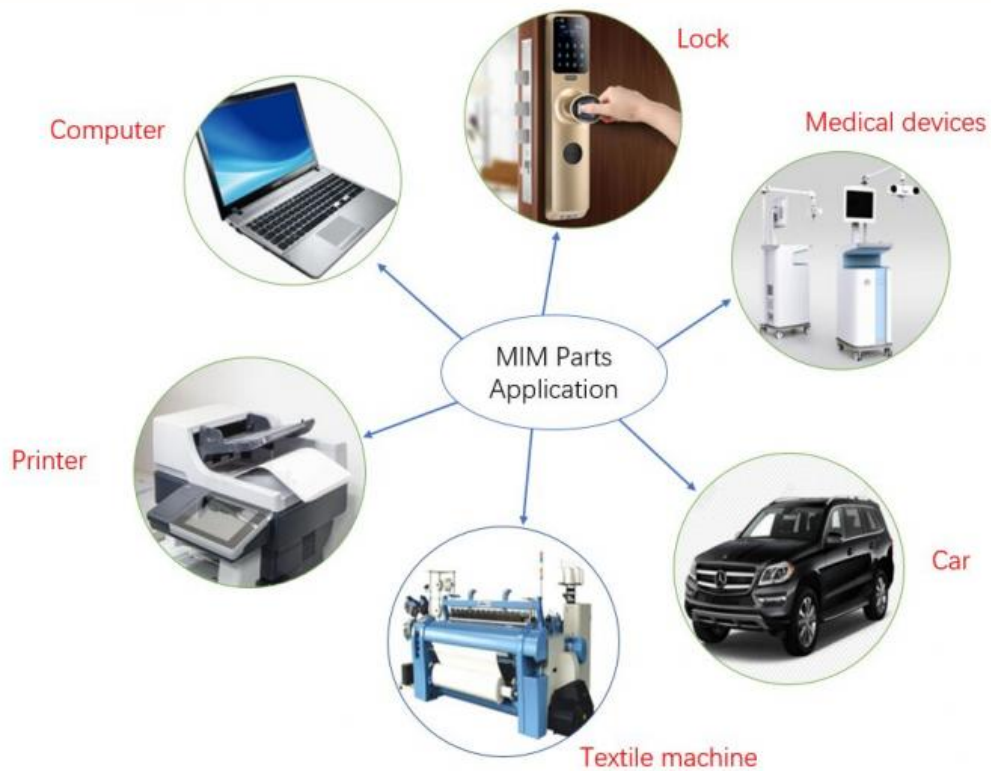 Lock
Computer
Medical devices
MIM Parts
Application
Printer
Car
Textile machine